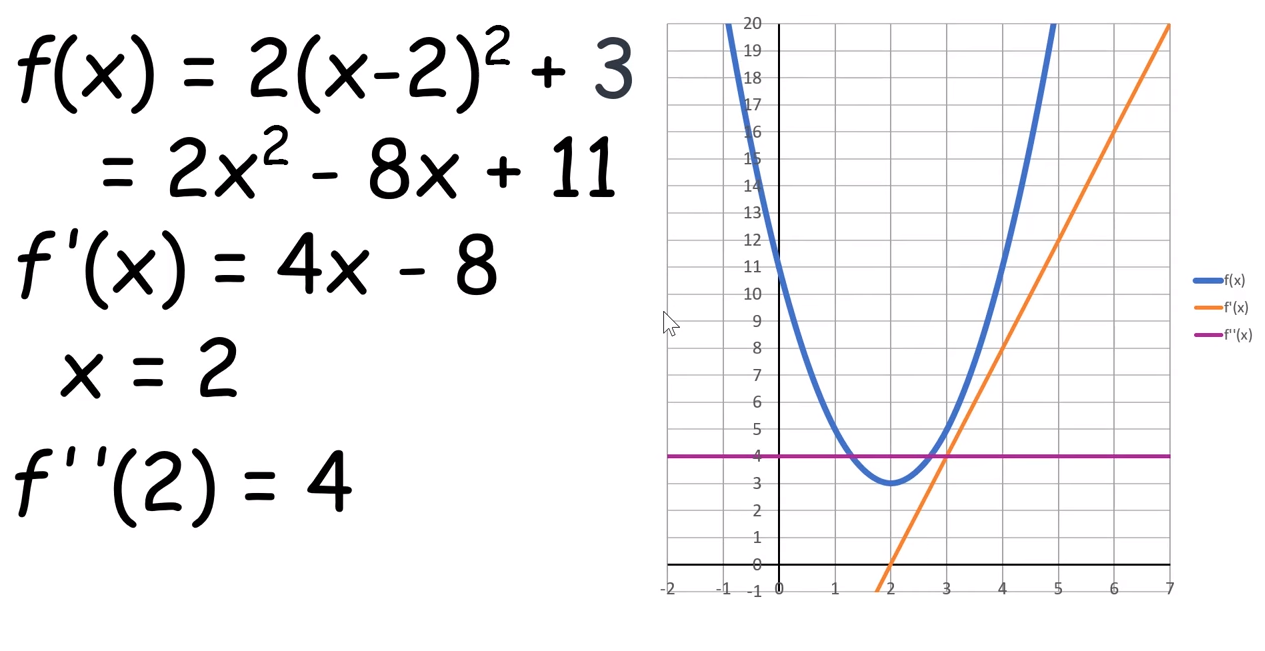 f(x) = 2(x-2)² + 3
= 2x² - 8x + 11
f'(x) = 4x - 8
x = 2
f''(2) = 4
20
19
18
17
16
15
14
13
12
11
10
9
8
7
6
5
4
3
2
1
0
-1
-2 -1 0 1 2 3 4 5 6 7
f(x)
f'(x)
f''(x)